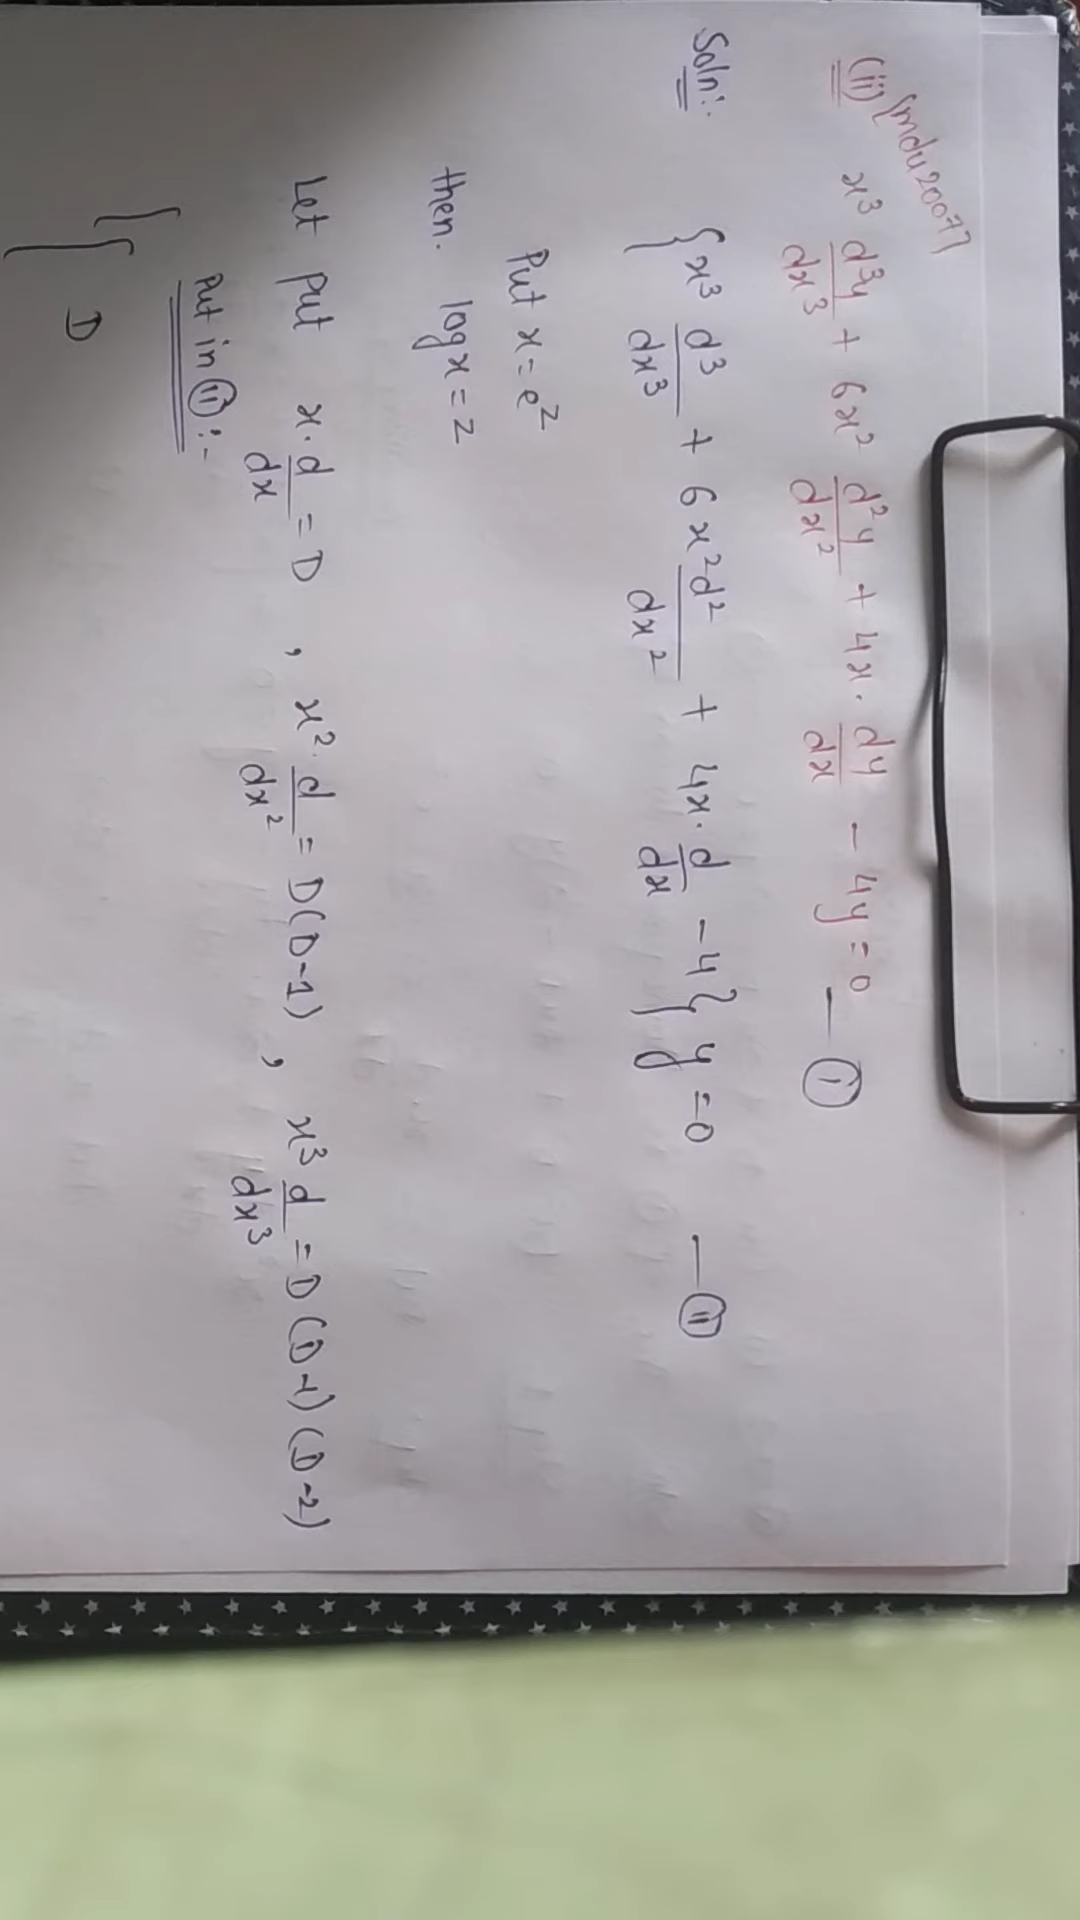 {mdu 2007}
(ii) x³ d³y/dx³ + 6x² d²y/dx² + 4x. dy/dx - 4y = 0 — (i)
Soln:. {x³ d³/dx³ + 6x² d²/dx² + 4x. d/dx - 4} y = 0 — (ii)
Put x = e^z
then. log x = z
Let put x. d/dx = D , x². d/dx² = D(D-1) , x³ d/dx³ = D(D-1)(D-2)
Put in (ii) :-
{ { D